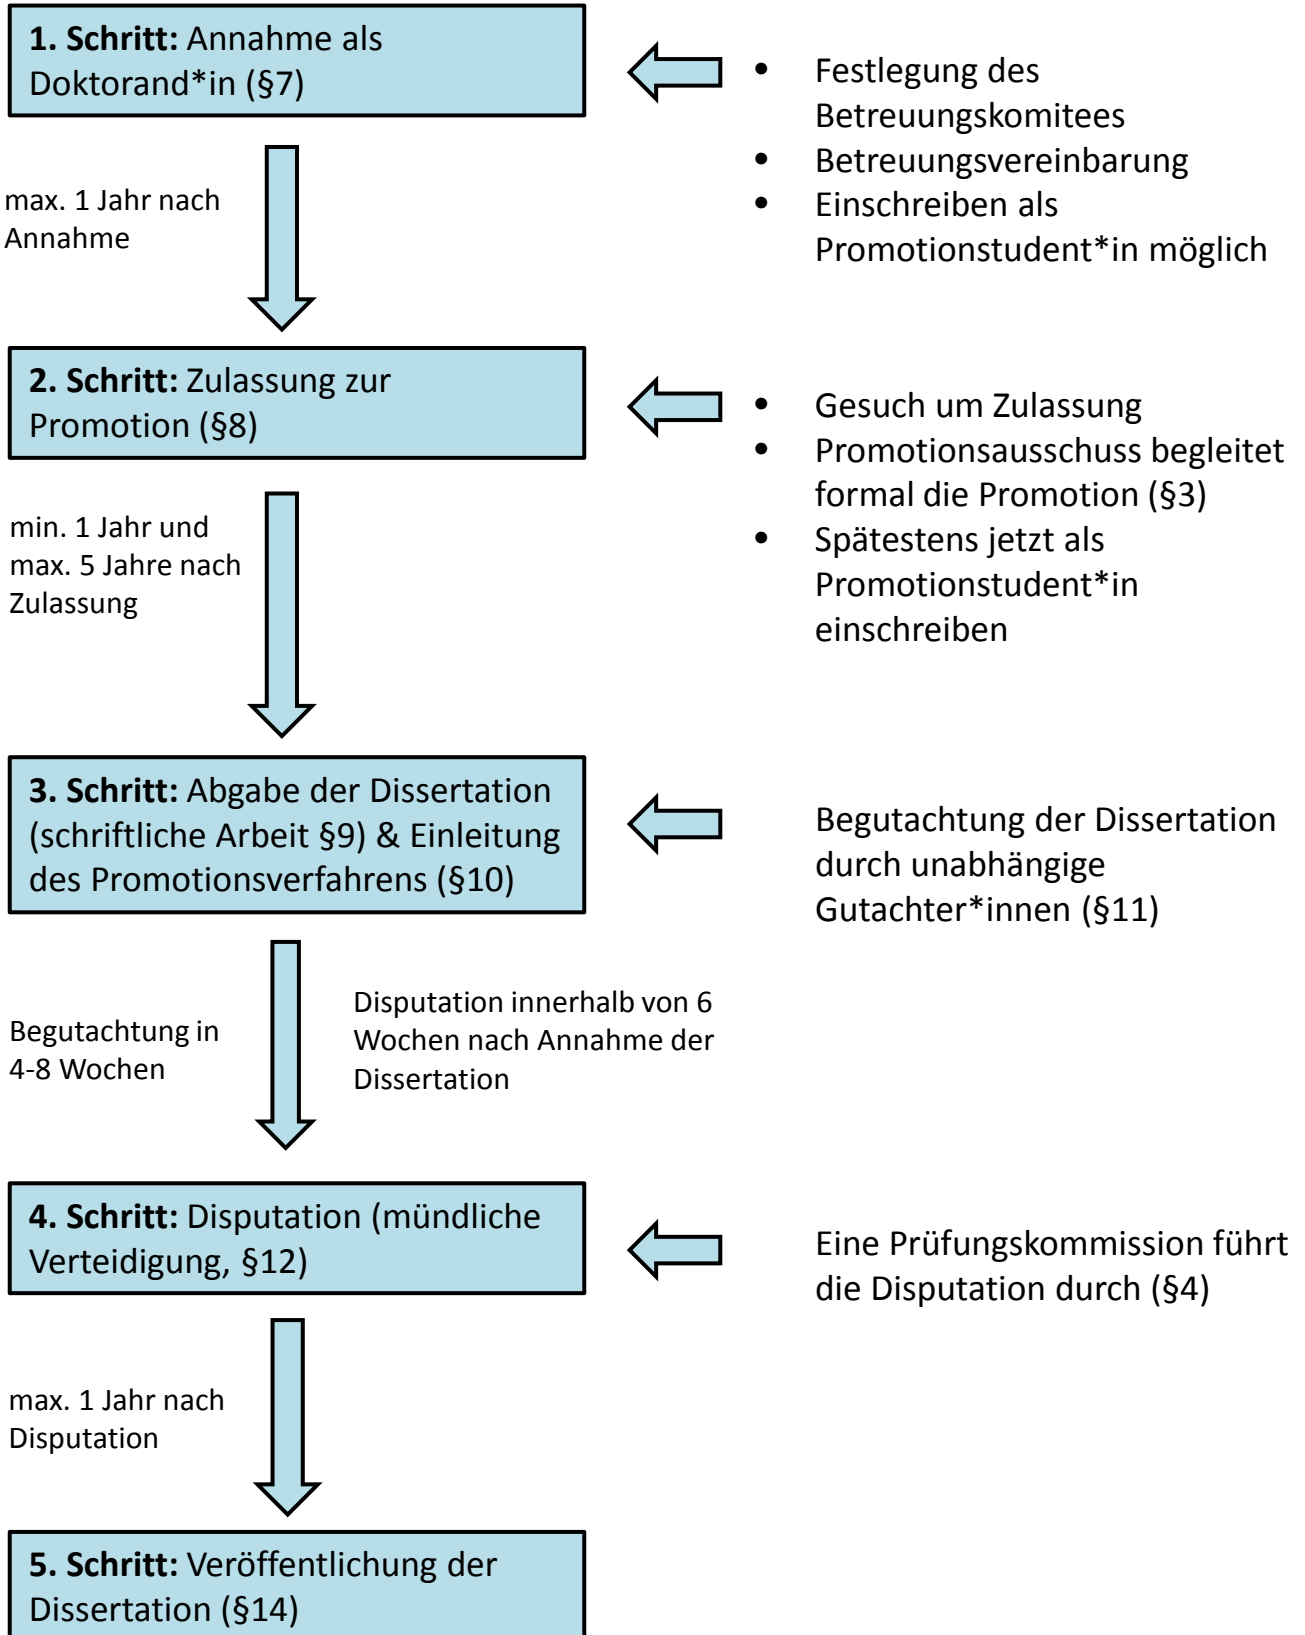 1. Schritt: Annahme als
Doktorand*in (§7)
• Festlegung des
Betreuungskomitees
• Betreuungsvereinbarung
• Einschreiben als
Promotionstudent*in möglich
max. 1 Jahr nach
Annahme
2. Schritt: Zulassung zur
Promotion (§8)
• Gesuch um Zulassung
• Promotionsausschuss begleitet
formal die Promotion (§3)
• Spätestens jetzt als
Promotionstudent*in
einschreiben
min. 1 Jahr und
max. 5 Jahre nach
Zulassung
3. Schritt: Abgabe der Dissertation
(schriftliche Arbeit §9) & Einleitung
des Promotionsverfahrens (§10)
Begutachtung der Dissertation
durch unabhängige
Gutachter*innen (§11)
Begutachtung in
4-8 Wochen
Disputation innerhalb von 6
Wochen nach Annahme der
Dissertation
4. Schritt: Disputation (mündliche
Verteidigung, §12)
Eine Prüfungskommission führt
die Disputation durch (§4)
max. 1 Jahr nach
Disputation
5. Schritt: Veröffentlichung der
Dissertation (§14)